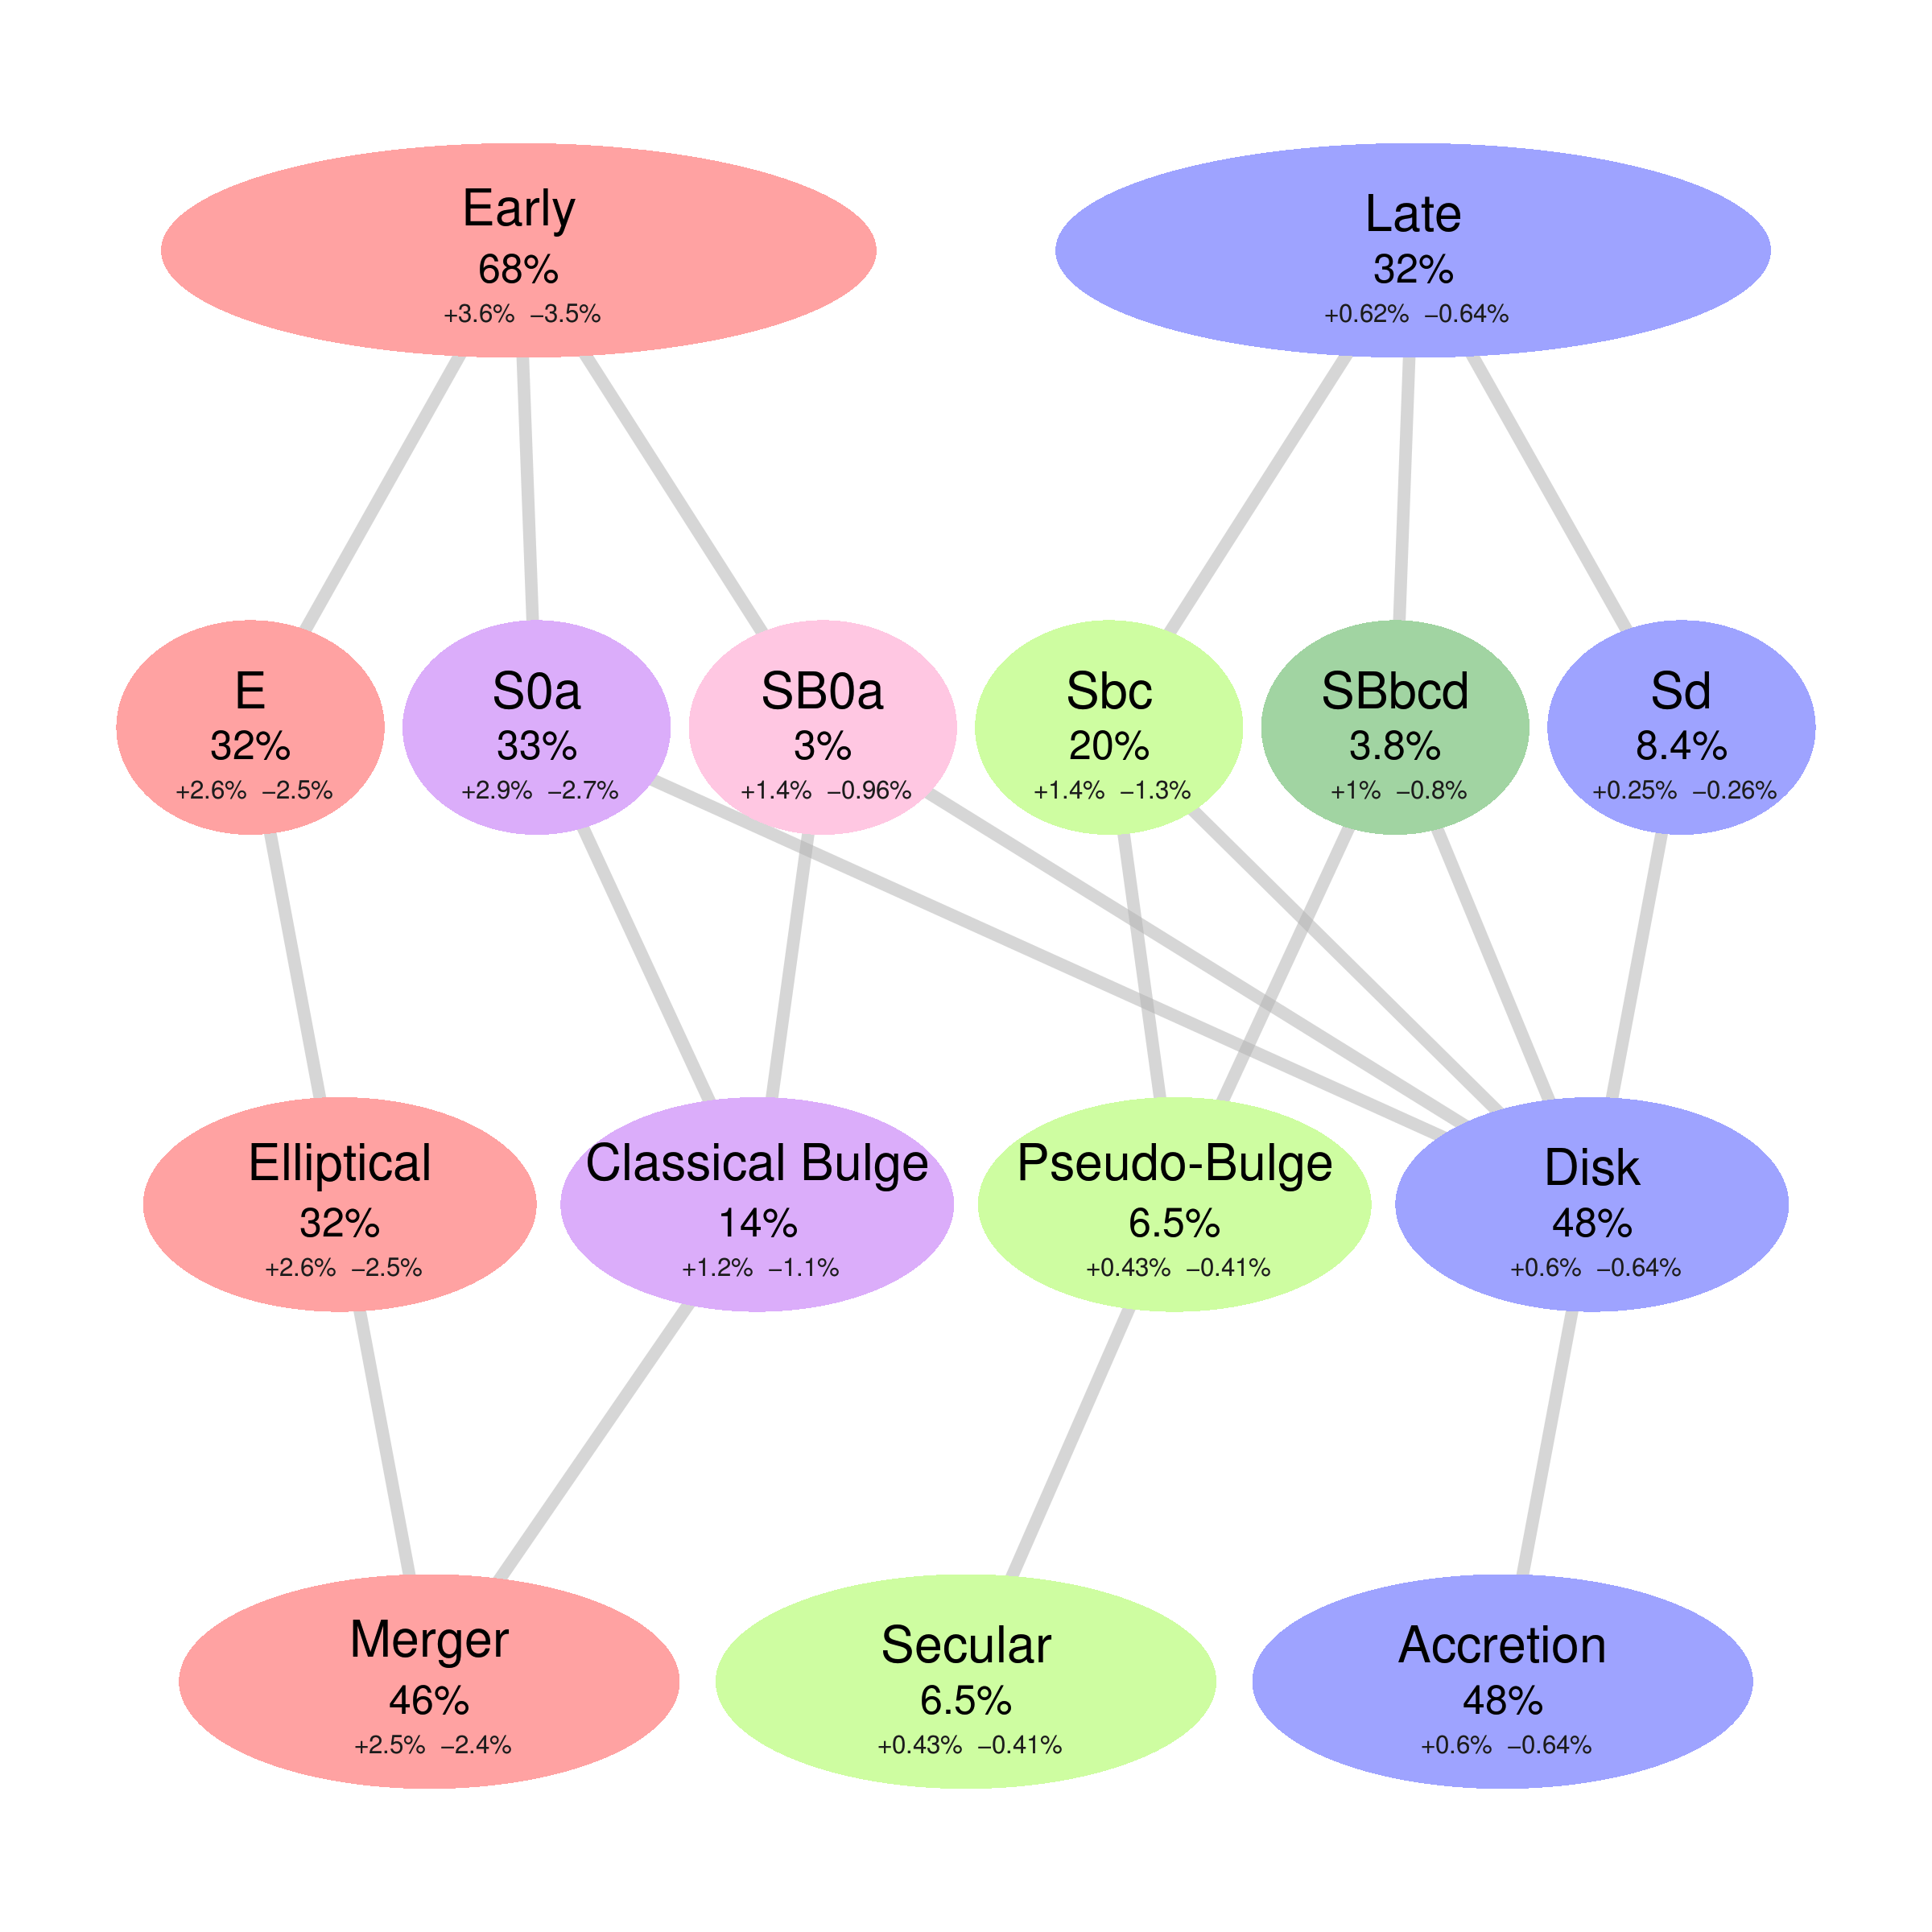 Early
68%
+3.6% −3.5%
Late
32%
+0.62% −0.64%
E
32%
+2.6% −2.5%
S0a
33%
+2.9% −2.7%
SB0a
3%
+1.4% −0.96%
Sbc
20%
+1.4% −1.3%
SBbcd
3.8%
+1% −0.8%
Sd
8.4%
+0.25% −0.26%
Elliptical
32%
+2.6% −2.5%
Classical Bulge
14%
+1.2% −1.1%
Pseudo-Bulge
6.5%
+0.43% −0.41%
Disk
48%
+0.6% −0.64%
Merger
46%
+2.5% −2.4%
Secular
6.5%
+0.43% −0.41%
Accretion
48%
+0.6% −0.64%